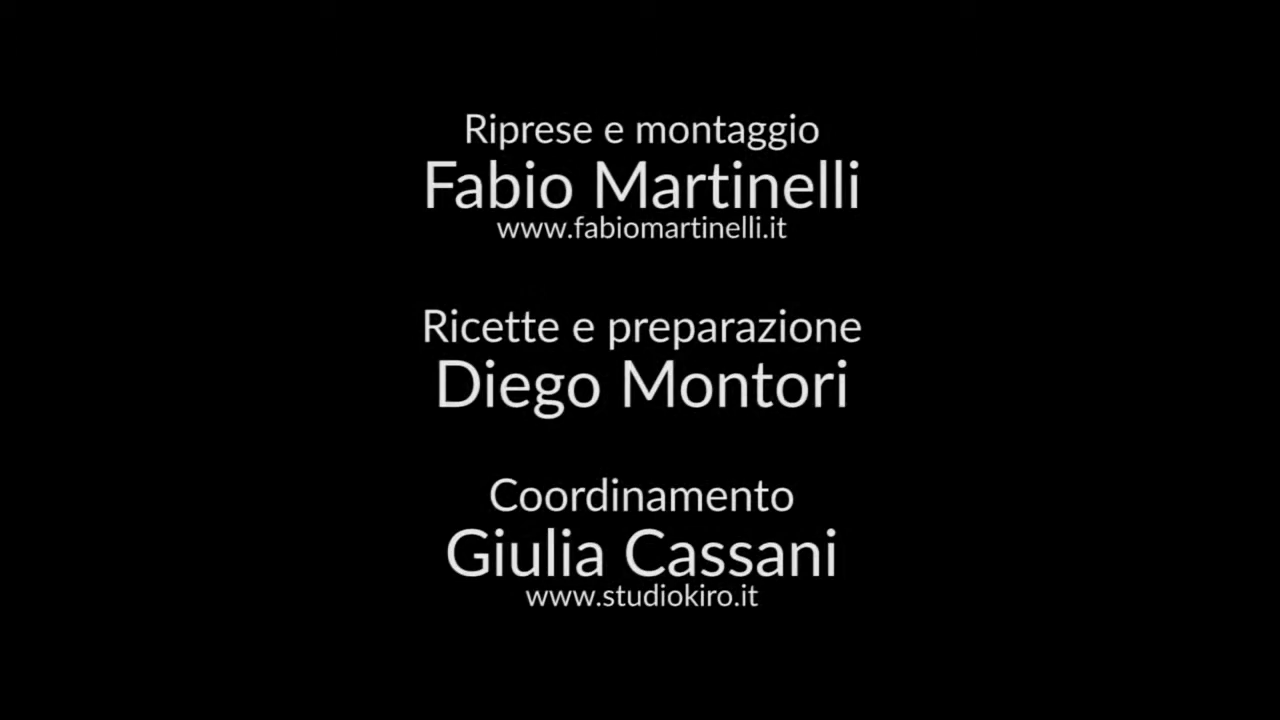 Riprese e montaggio
Fabio Martinelli
www.fabiomartinelli.it
Ricette e preparazione
Diego Montori
Coordinamento
Giulia Cassani
www.studiokiro.it